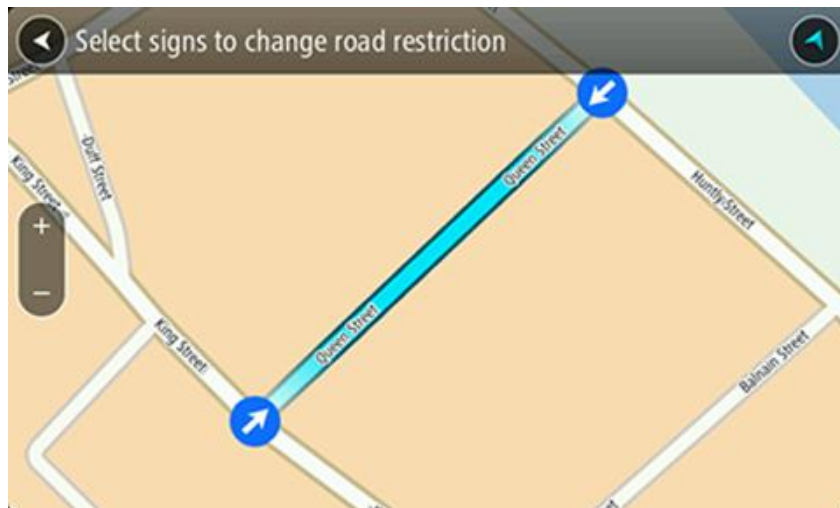 Select signs to change road restriction
Street
Duff Street
King Street
Queen Street
Huntly Street
+
−
Queen Street
King Street
Balnain Street